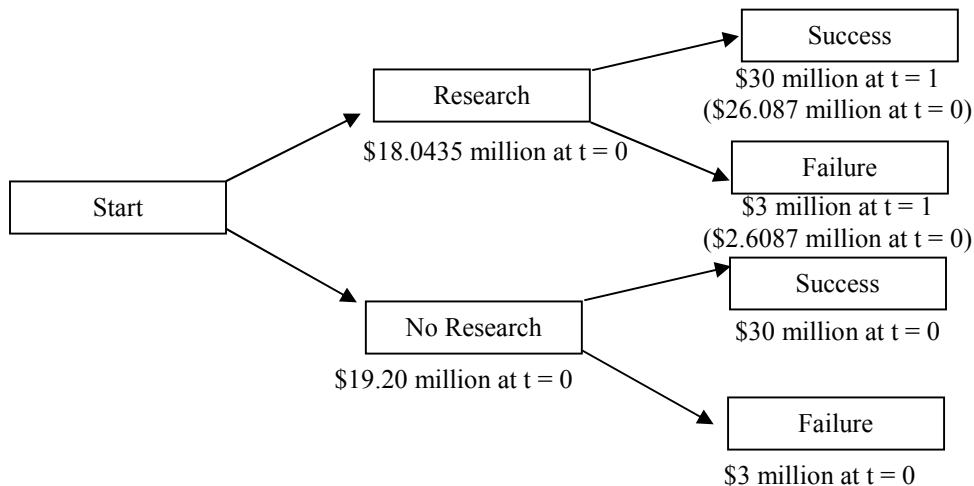 Success
$30 million at t = 1
($26.087 million at t = 0)
Research
$18.0435 million at t = 0
Failure
$3 million at t = 1
($2.6087 million at t = 0)
Start
Success
$30 million at t = 0
No Research
$19.20 million at t = 0
Failure
$3 million at t = 0